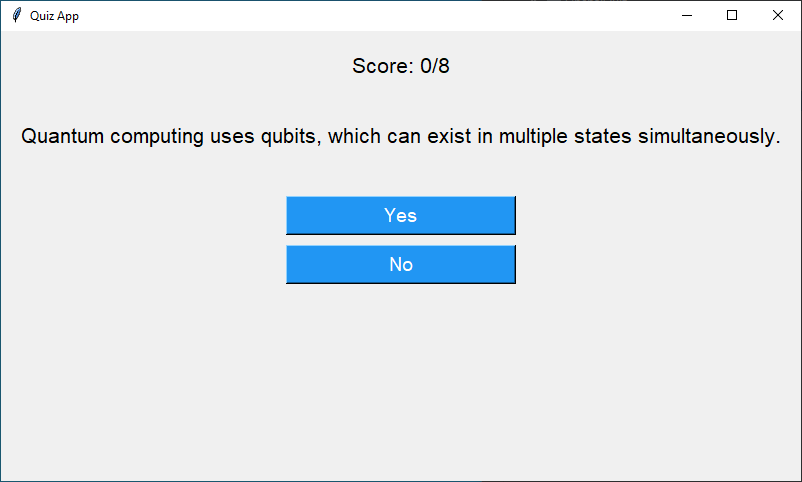 Quiz App
Score: 0/8
Quantum computing uses qubits, which can exist in multiple states simultaneously.
Yes
No